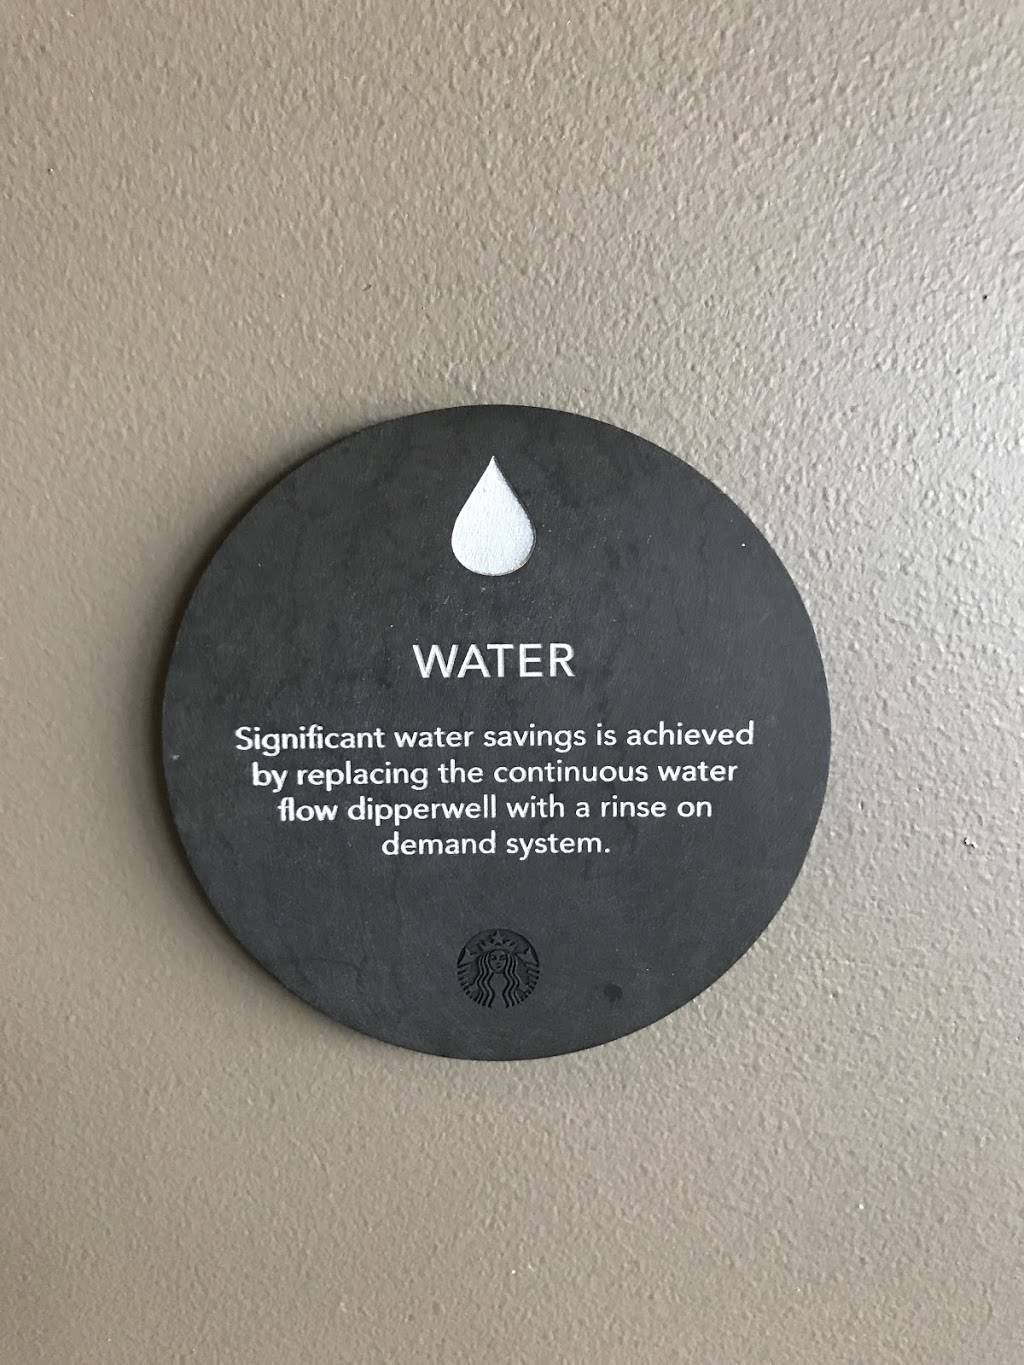 WATER
Significant water savings is achieved
by replacing the continuous water
flow dipperwell with a rinse on
demand system.